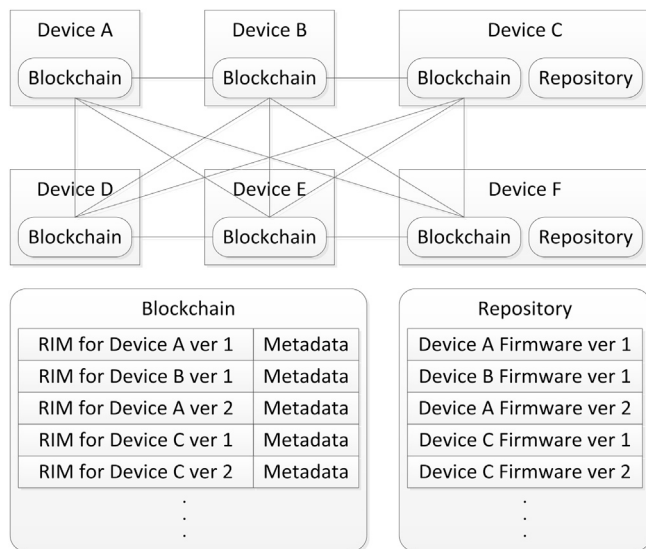 Device A
Device B
Device C
Blockchain
Blockchain
Blockchain
Repository
Device D
Device E
Device F
Blockchain
Blockchain
Blockchain
Repository
Blockchain
RIM for Device A ver 1 Metadata
RIM for Device B ver 1 Metadata
RIM for Device A ver 2 Metadata
RIM for Device C ver 1 Metadata
RIM for Device C ver 2 Metadata
.
.
.
Repository
Device A Firmware ver 1
Device B Firmware ver 1
Device A Firmware ver 2
Device C Firmware ver 1
Device C Firmware ver 2
.
.
.